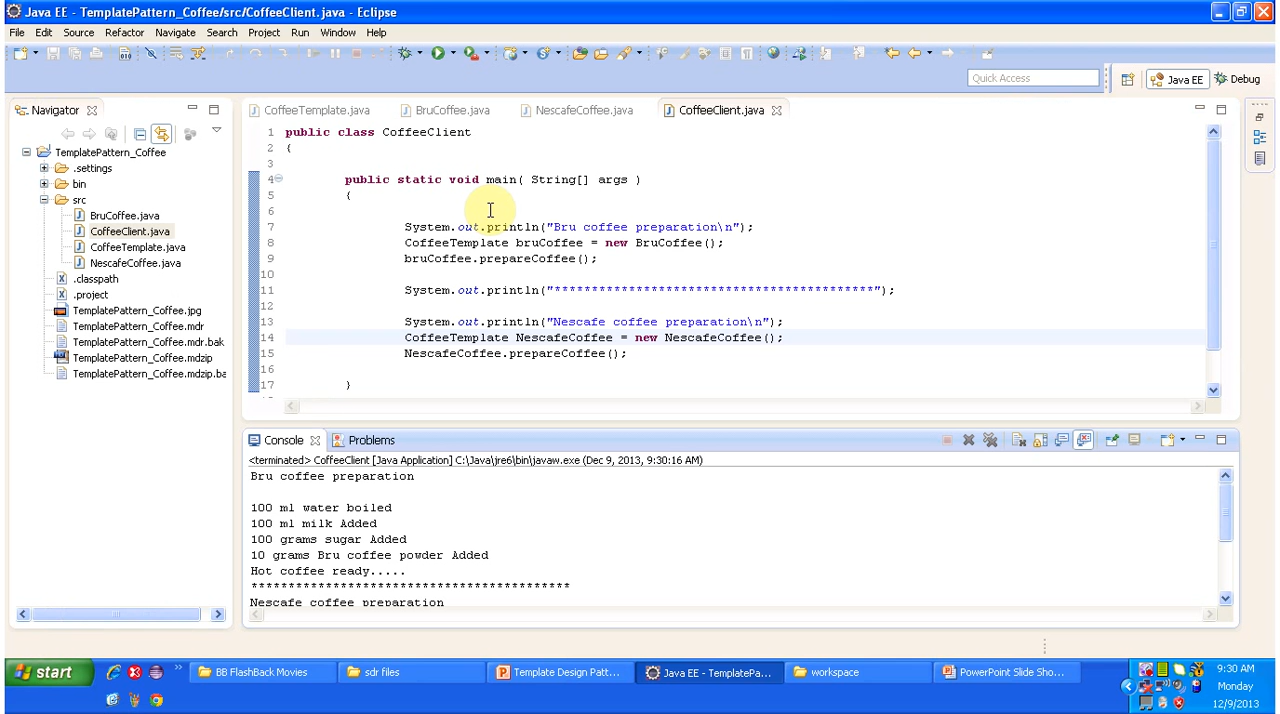 Java EE - TemplatePattern_Coffee/src/CoffeeClient.java - Eclipse
File Edit Source Refactor Navigate Search Project Run Window Help
Quick Access
Java EE
Debug
Navigator
TemplatePattern_Coffee
.settings
bin
src
BruCoffee.java
CoffeeClient.java
CoffeeTemplate.java
NescafeCoffee.java
.classpath
.project
TemplatePattern_Coffee.jpg
TemplatePattern_Coffee.mdr
TemplatePattern_Coffee.mdr.bak
TemplatePattern_Coffee.mdzip
TemplatePattern_Coffee.mdzip.ba
CoffeeTemplate.java BruCoffee.java NescafeCoffee.java CoffeeClient.java
1 public class CoffeeClient
2 {
3
4 public static void main( String[] args )
5 {
6
7 System.out.println("Bru coffee preparation\n");
8 CoffeeTemplate bruCoffee = new BruCoffee();
9 bruCoffee.prepareCoffee();
10
11 System.out.println("*******************************************");
12
13 System.out.println("Nescafe coffee preparation\n");
14 CoffeeTemplate NescafeCoffee = new NescafeCoffee();
15 NescafeCoffee.prepareCoffee();
16
17 }
Console Problems
<terminated> CoffeeClient [Java Application] C:\Java\jre6\bin\javaw.exe (Dec 9, 2013, 9:30:16 AM)
Bru coffee preparation
100 ml water boiled
100 ml milk Added
100 grams sugar Added
10 grams Bru coffee powder Added
Hot coffee ready.....
*******************************************
Nescafe coffee preparation
start
BB FlashBack Movies
sdr files
Template Design Patt...
Java EE - TemplatePa...
workspace
PowerPoint Slide Sho...
9:30 AM
Monday
12/9/2013